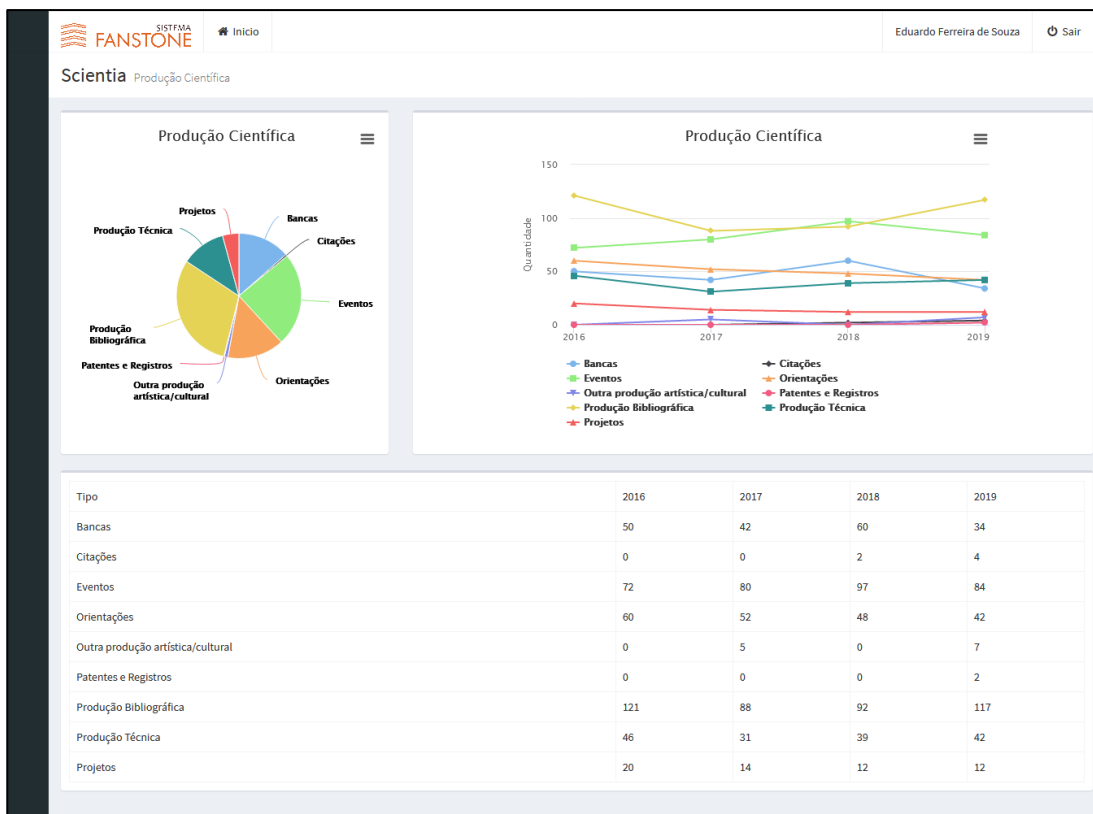 SISTEMA
FANSTONE
Inicio
Eduardo Ferreira de Souza
Sair
Scientia Produção Científica
Produção Científica
Projetos
Bancas
Produção Técnica
Citações
Eventos
Produção
Bibliográfica
Patentes e Registros
Outra produção
artística/cultural
Orientações
Produção Científica
Quantidade
150
100
50
0
2016 2017 2018 2019
Bancas Citações
Eventos Orientações
Outra produção artística/cultural Patentes e Registros
Produção Bibliográfica Produção Técnica
Projetos
Tipo 2016 2017 2018 2019
Bancas 50 42 60 34
Citações 0 0 2 4
Eventos 72 80 97 84
Orientações 60 52 48 42
Outra produção artística/cultural 0 5 0 7
Patentes e Registros 0 0 0 2
Produção Bibliográfica 121 88 92 117
Produção Técnica 46 31 39 42
Projetos 20 14 12 12